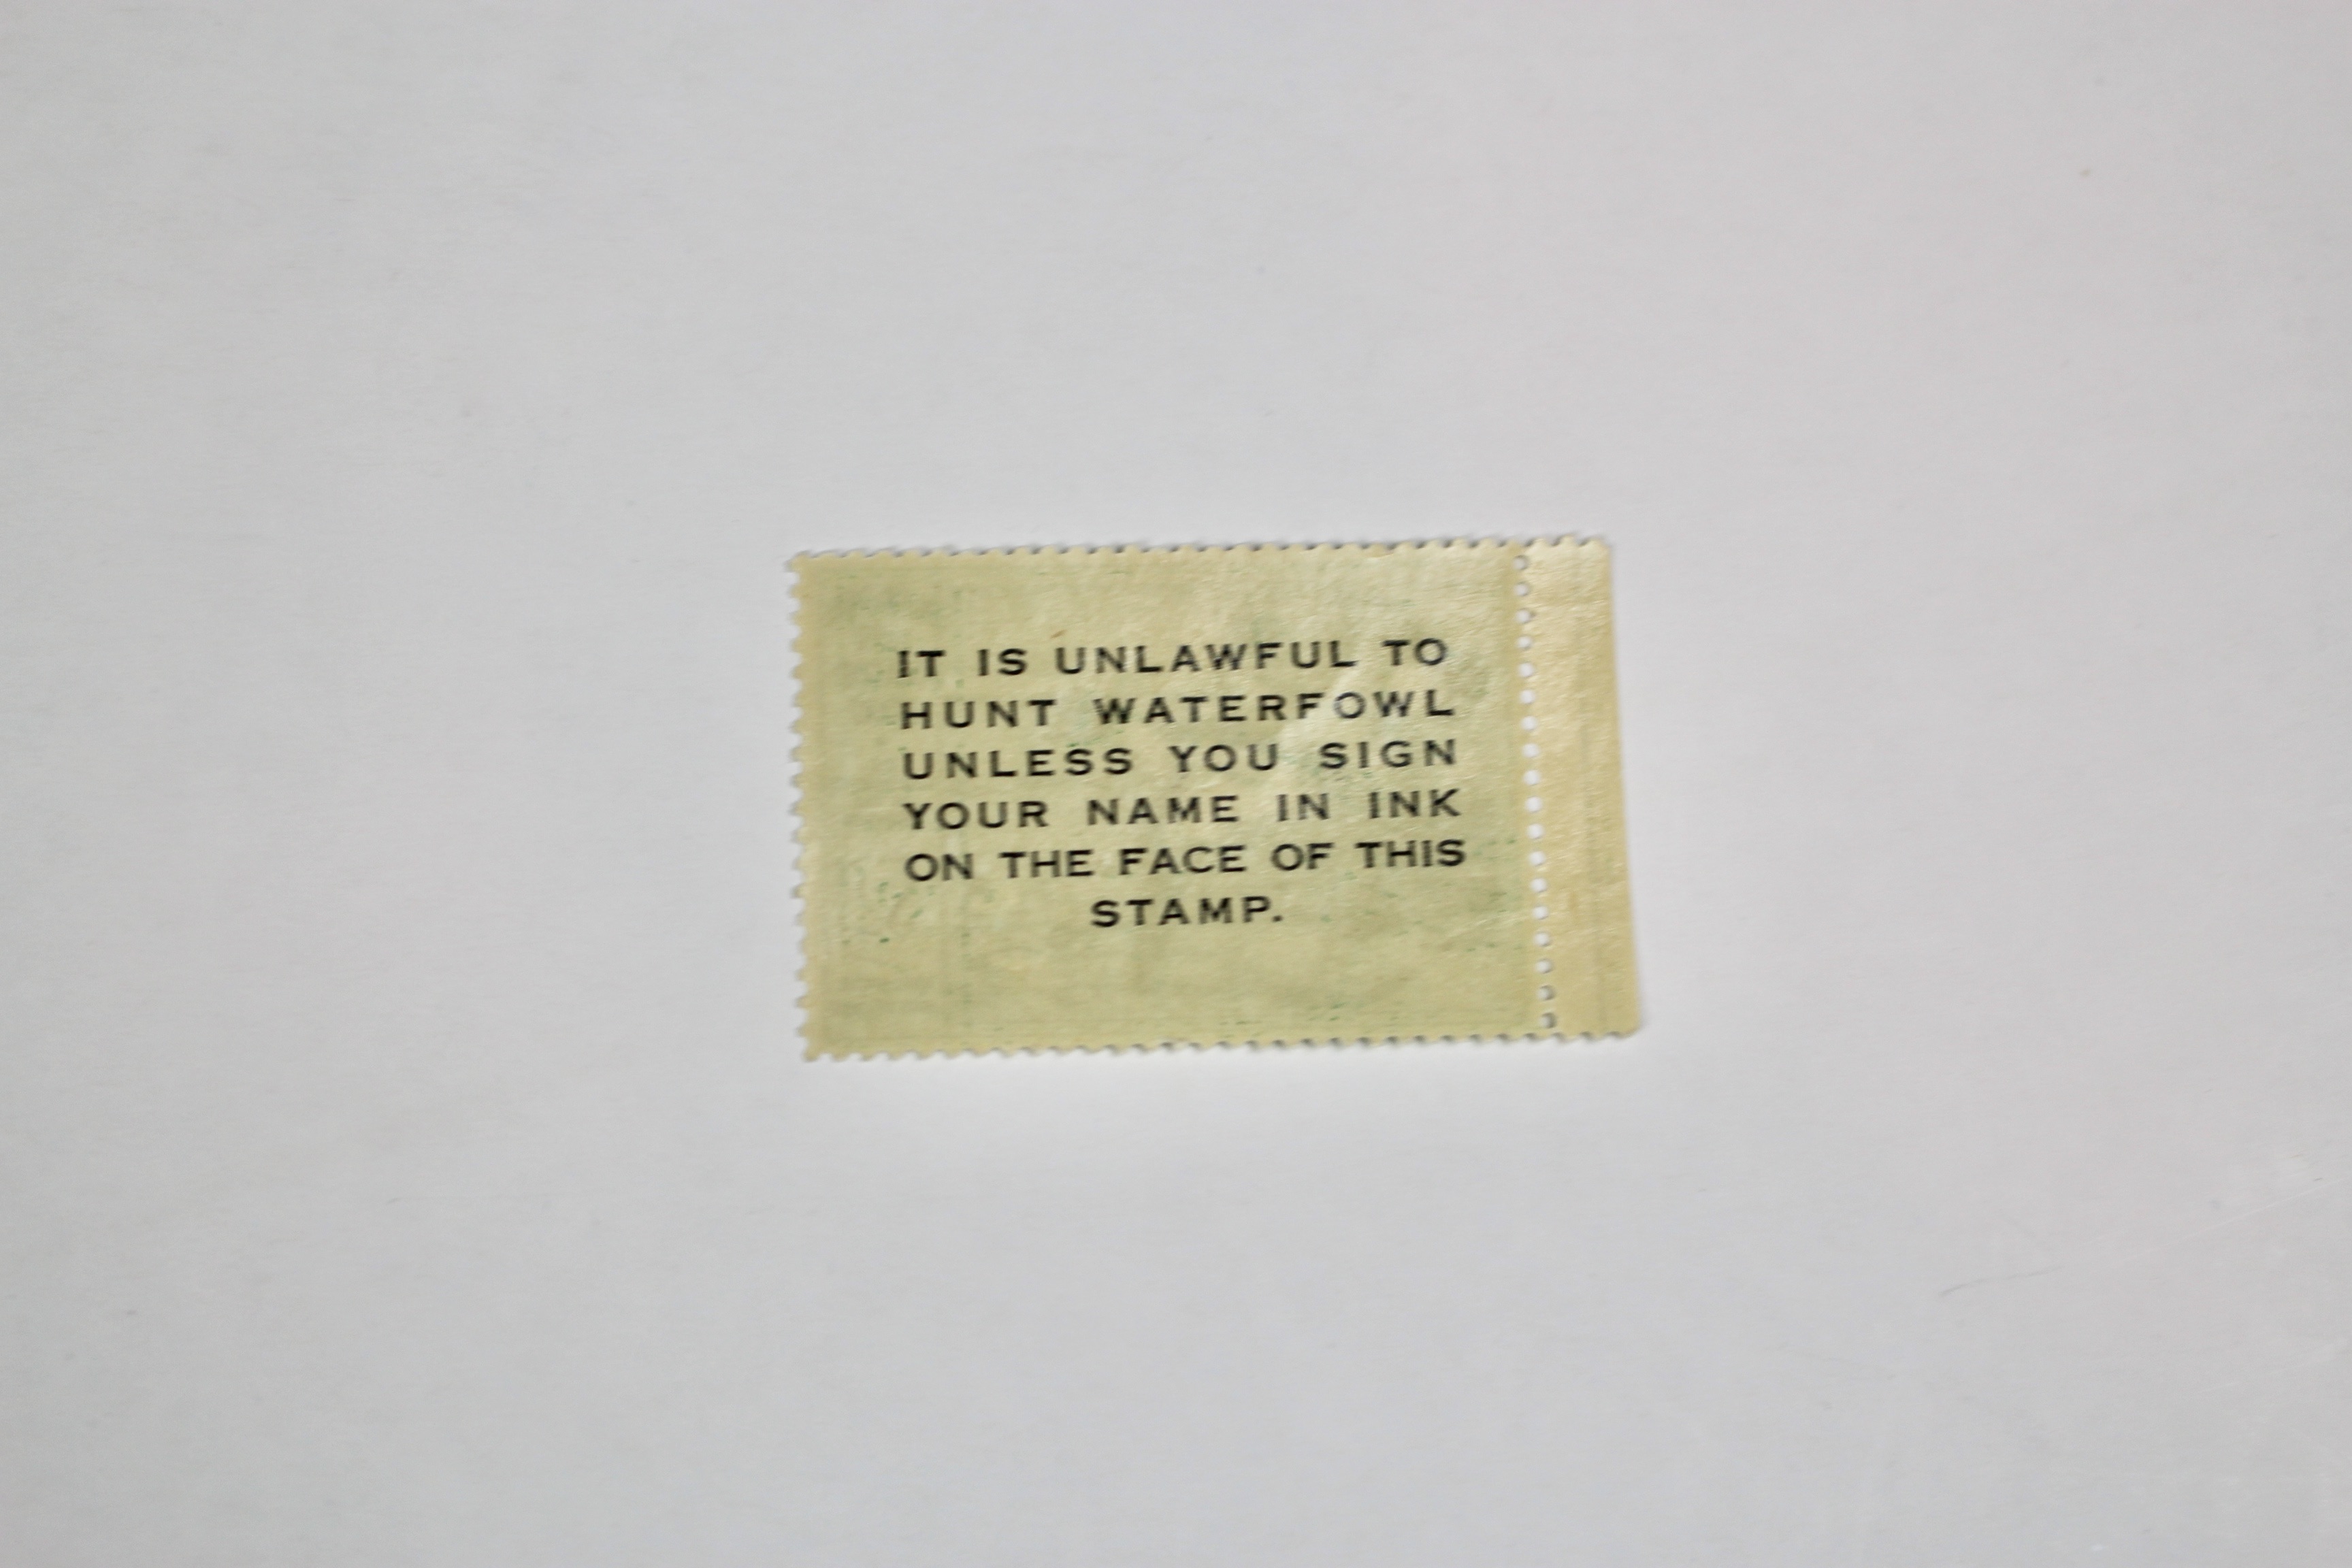 IT IS UNLAWFUL TO
HUNT WATERFOWL
UNLESS YOU SIGN
YOUR NAME IN INK
ON THE FACE OF THIS
STAMP.